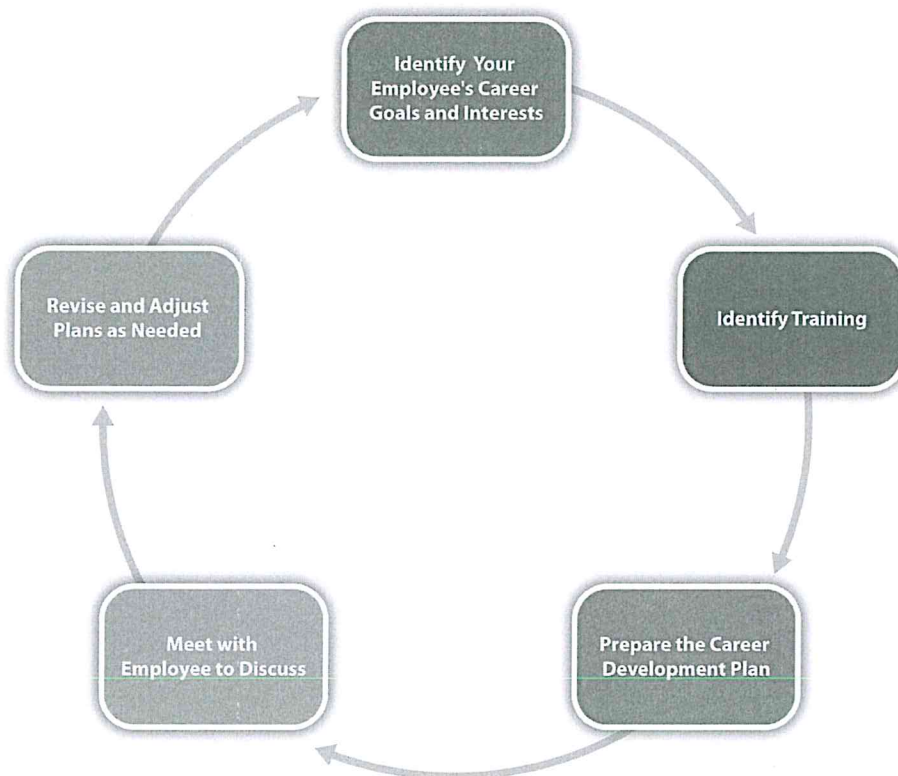 Identify Your
Employee's Career
Goals and Interests
Identify Training
Prepare the Career
Development Plan
Meet with
Employee to Discuss
Revise and Adjust
Plans as Needed